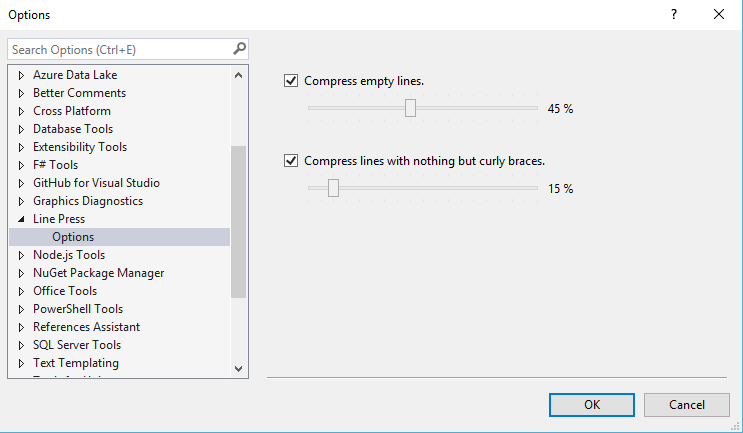 Options
?
Search Options (Ctrl+E)
Azure Data Lake
Better Comments
Cross Platform
Database Tools
Extensibility Tools
F# Tools
GitHub for Visual Studio
Graphics Diagnostics
Line Press
Options
Node.js Tools
NuGet Package Manager
Office Tools
PowerShell Tools
References Assistant
SQL Server Tools
Text Templating
Compress empty lines.
45 %
Compress lines with nothing but curly braces.
15 %
OK
Cancel